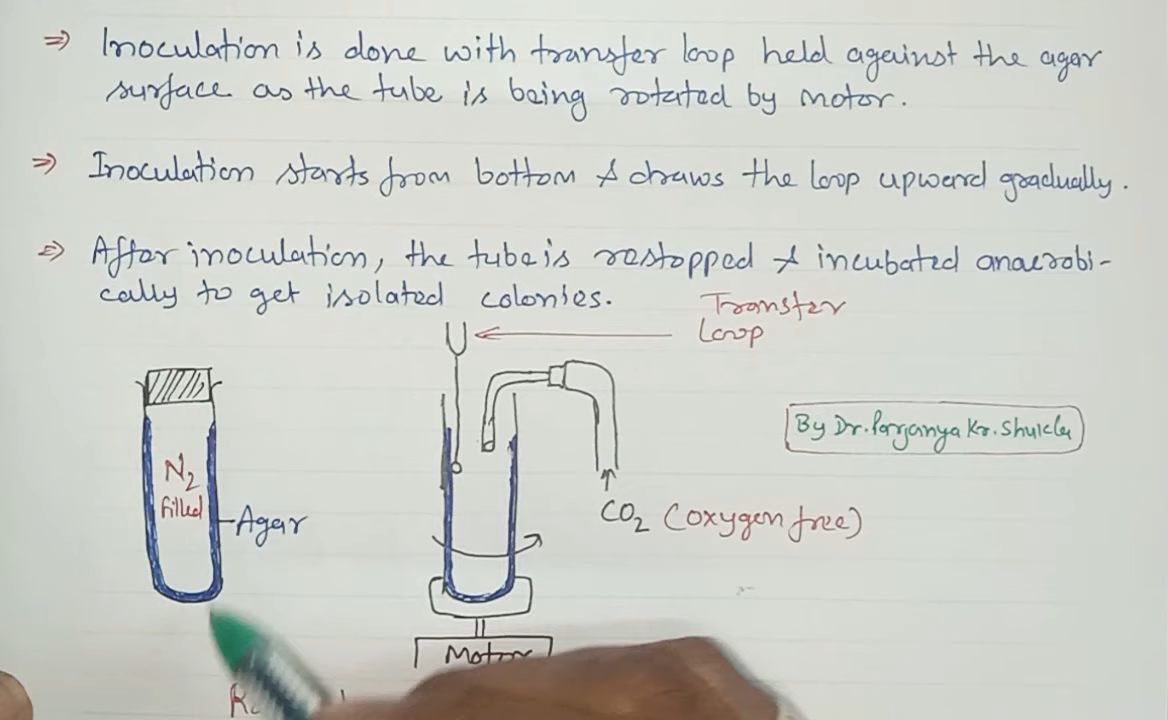 ⇒ Inoculation is done with transfer loop held against the agar
surface as the tube is being rotated by motor.
⇒ Inoculation starts from bottom & draws the loop upward gradually.
⇒ After inoculation, the tube is restopped & incubated anaerobi-
cally to get isolated colonies.
Transfer
Loop
By Dr. Parjanya Kr. Shukla
N2
filled
Agar
CO2 (oxygen free)
Motor